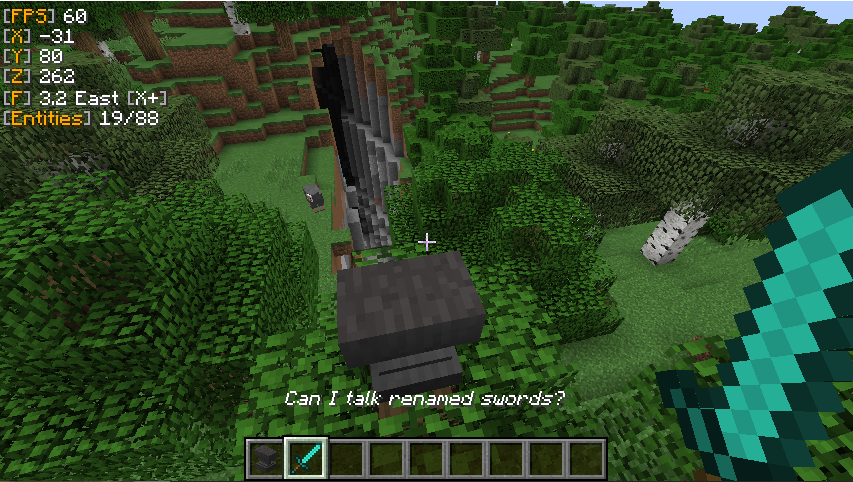 [FPS] 60
[X] -31
[Y] 80
[Z] 262
[F] 3.2 East [X+]
[Entities] 19/88
Can I talk renamed swords?